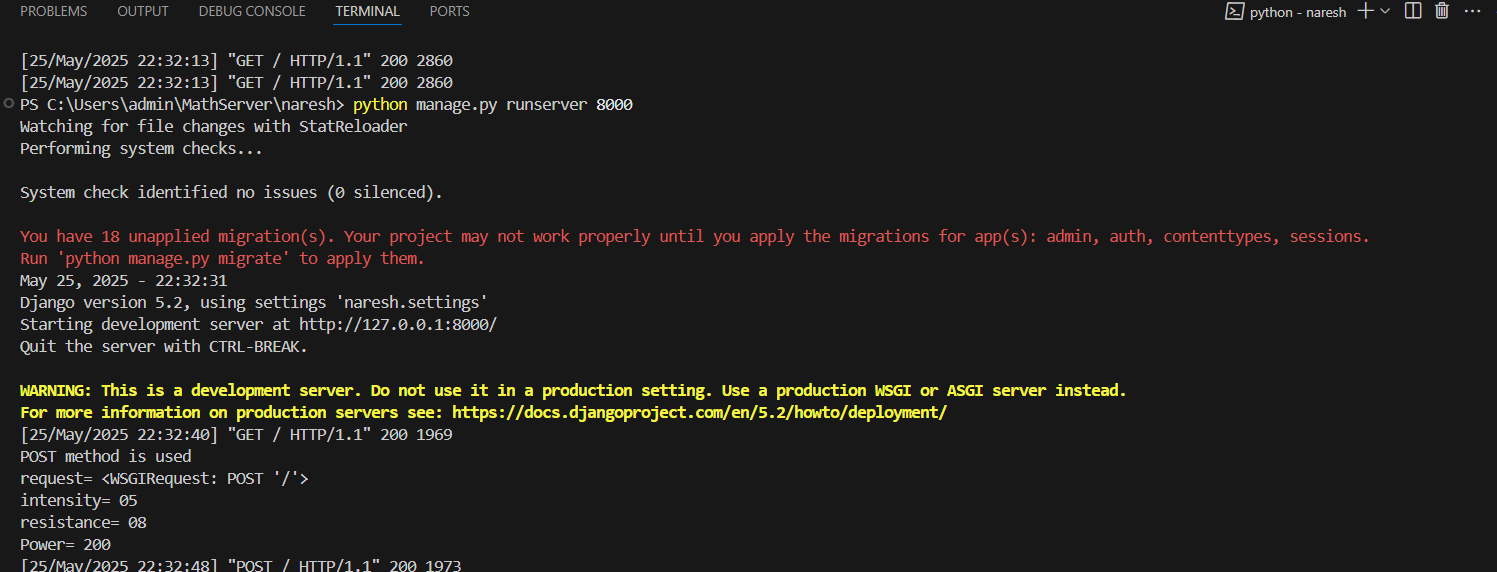 PROBLEMS OUTPUT DEBUG CONSOLE TERMINAL PORTS python - naresh
[25/May/2025 22:32:13] "GET / HTTP/1.1" 200 2860
[25/May/2025 22:32:13] "GET / HTTP/1.1" 200 2860
PS C:\Users\admin\MathServer\naresh> python manage.py runserver 8000
Watching for file changes with StatReloader
Performing system checks...
System check identified no issues (0 silenced).
You have 18 unapplied migration(s). Your project may not work properly until you apply the migrations for app(s): admin, auth, contenttypes, sessions.
Run 'python manage.py migrate' to apply them.
May 25, 2025 - 22:32:31
Django version 5.2, using settings 'naresh.settings'
Starting development server at http://127.0.0.1:8000/
Quit the server with CTRL-BREAK.
WARNING: This is a development server. Do not use it in a production setting. Use a production WSGI or ASGI server instead.
For more information on production servers see: https://docs.djangoproject.com/en/5.2/howto/deployment/
[25/May/2025 22:32:40] "GET / HTTP/1.1" 200 1969
POST method is used
request= <WSGIRequest: POST '/'>
intensity= 05
resistance= 08
Power= 200
[25/May/2025 22:32:48] "POST / HTTP/1.1" 200 1973